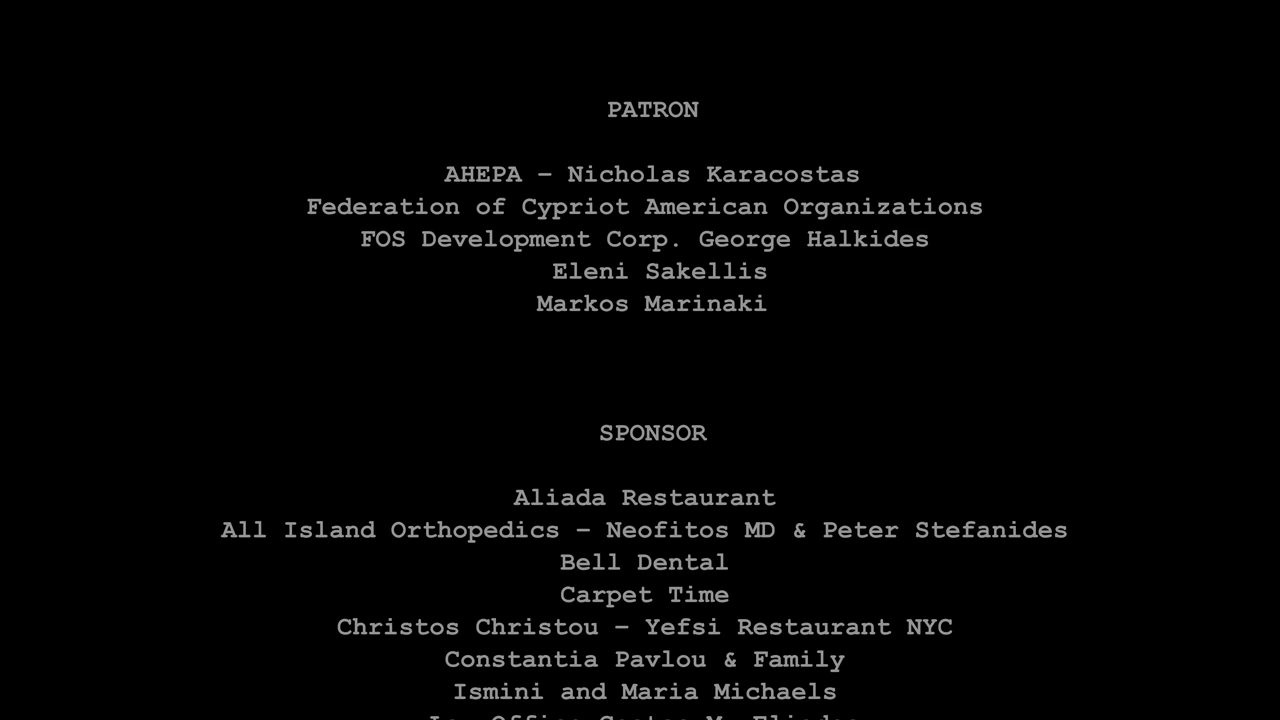 PATRON
AHEPA – Nicholas Karacostas
Federation of Cypriot American Organizations
FOS Development Corp. George Halkides
Eleni Sakellis
Markos Marinaki
SPONSOR
Aliada Restaurant
All Island Orthopedics – Neofitos MD & Peter Stefanides
Bell Dental
Carpet Time
Christos Christou – Yefsi Restaurant NYC
Constantia Pavlou & Family
Ismini and Maria Michaels